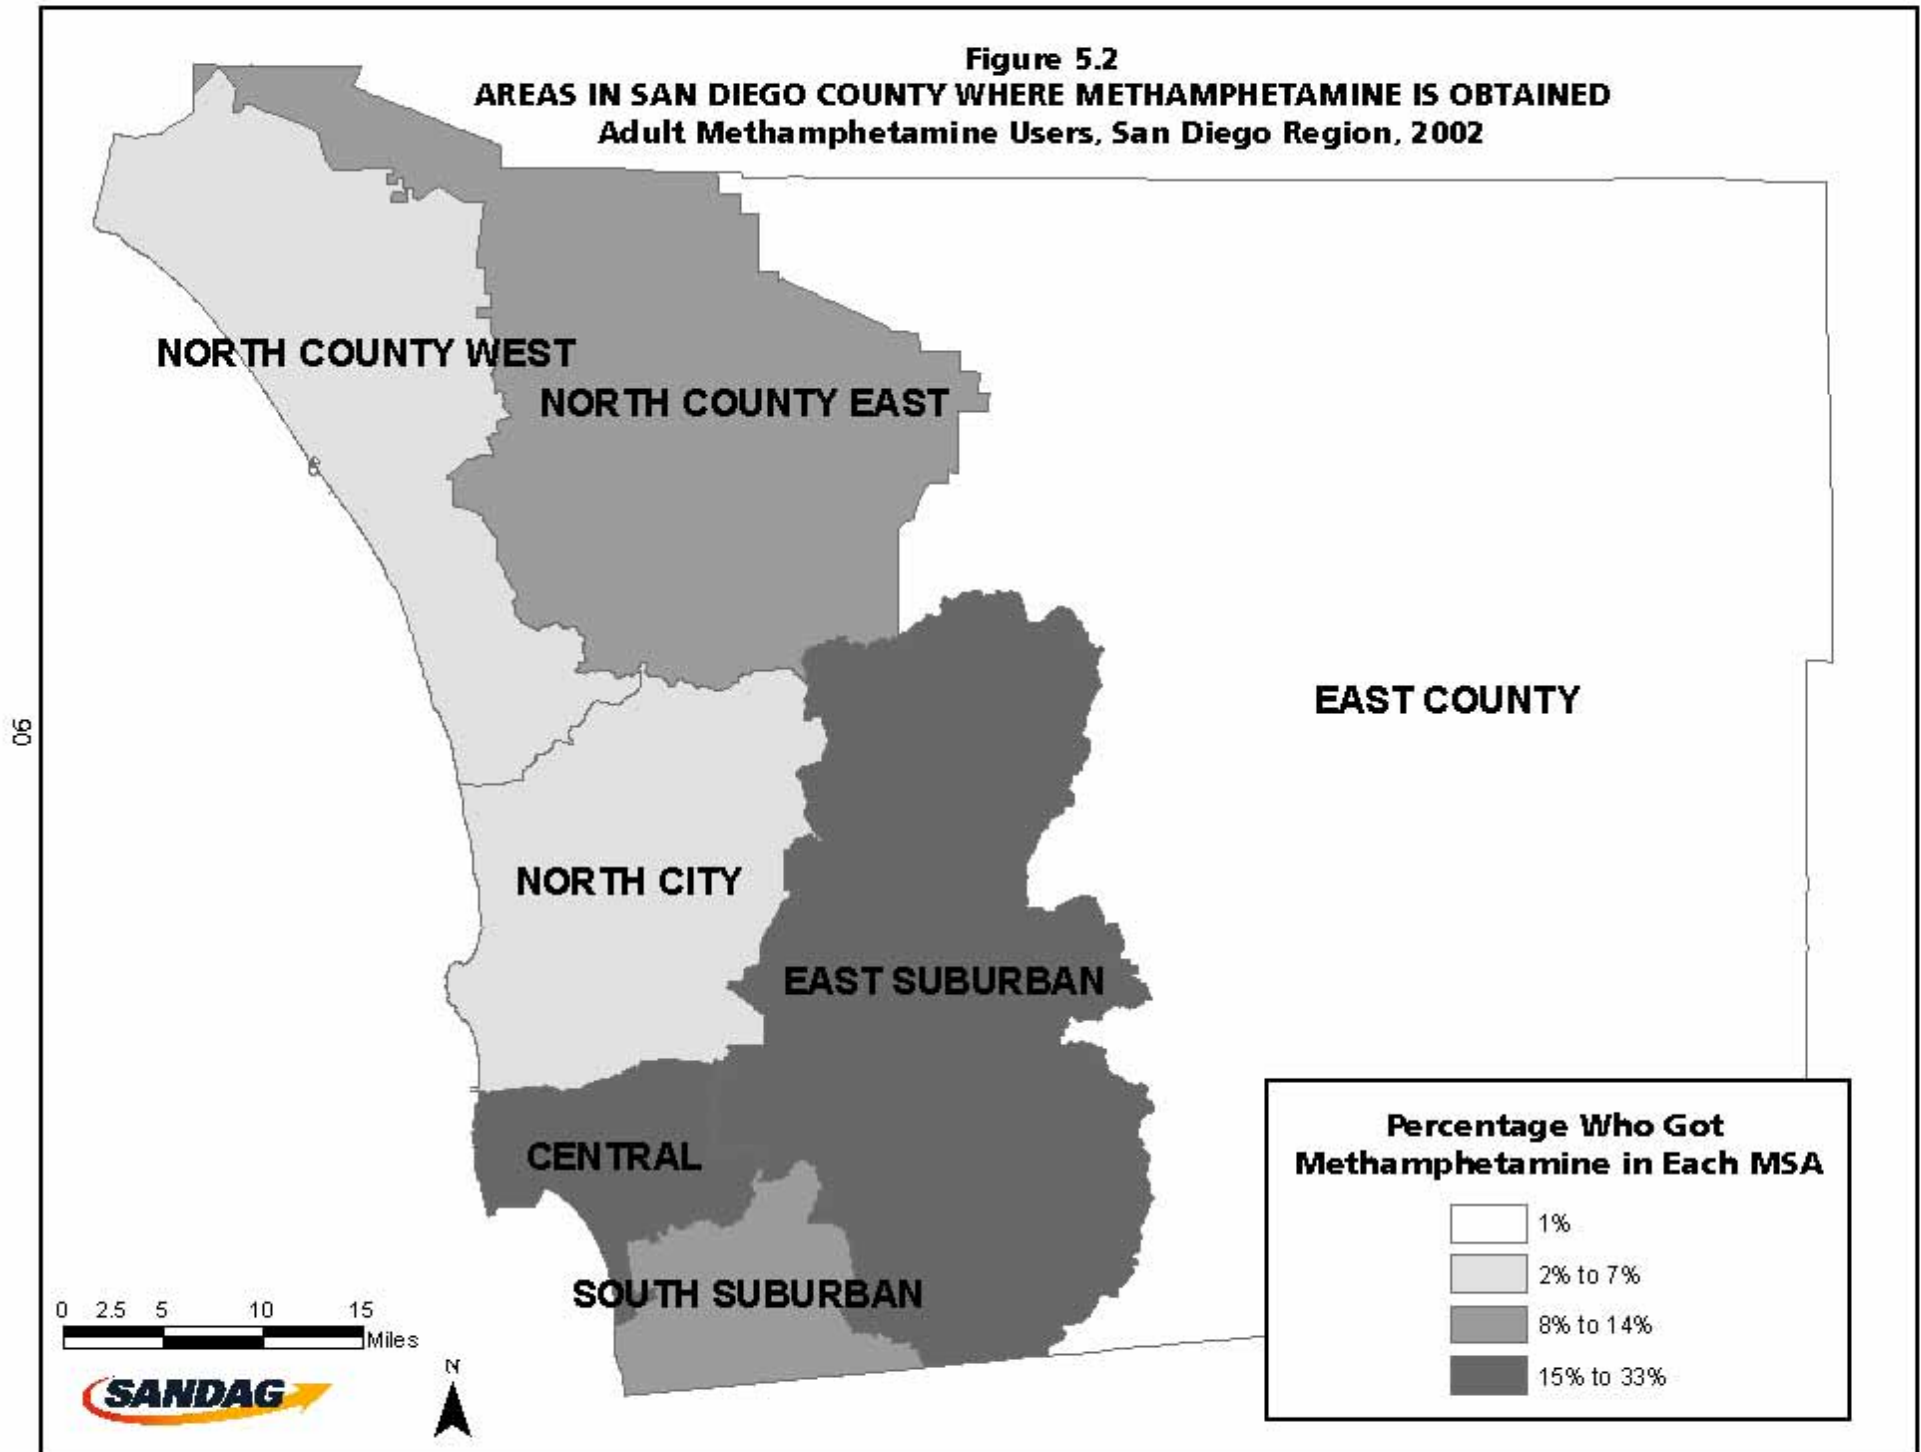 Figure 5.2
AREAS IN SAN DIEGO COUNTY WHERE METHAMPHETAMINE IS OBTAINED
Adult Methamphetamine Users, San Diego Region, 2002
NORTH COUNTY WEST
NORTH COUNTY EAST
EAST COUNTY
90
NORTH CITY
EAST SUBURBAN
CENTRAL
SOUTH SUBURBAN
Percentage Who Got
Methamphetamine in Each MSA
1%
2% to 7%
8% to 14%
15% to 33%
0 2.5 5 10 15
Miles
N
SANDAG